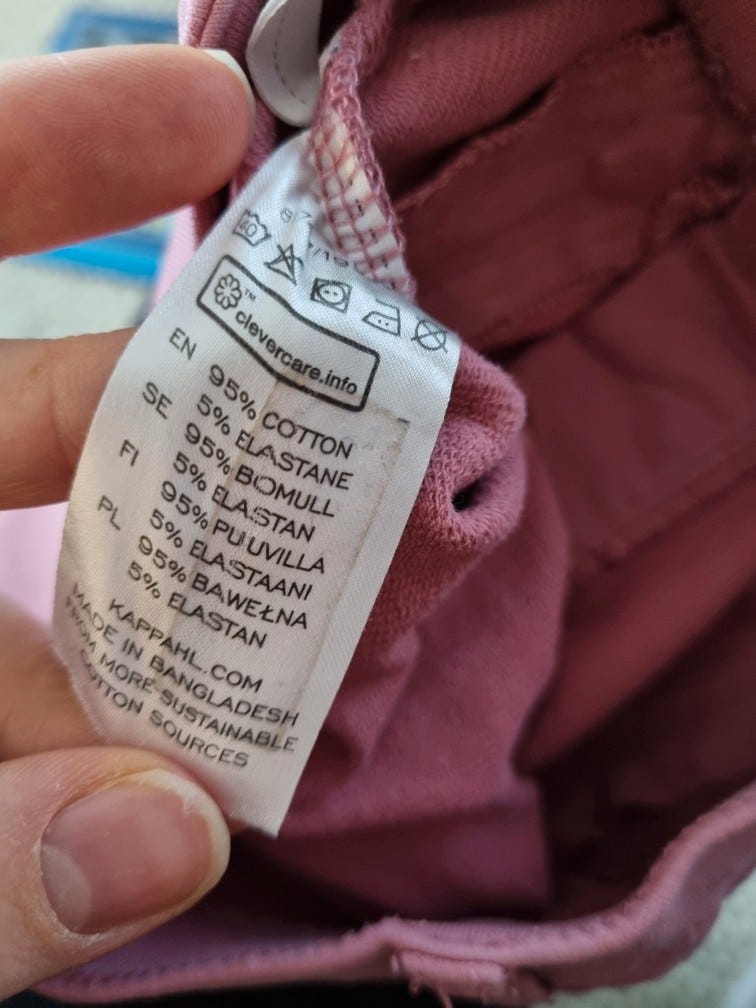 40
clevercare.info
EN 95% COTTON
5% ELASTANE
SE 95% BOMULL
5% ELASTAN
FI 95% PUUVILLA
5% ELASTAANI
PL 95% BAWEŁNA
5% ELASTAN
KAPPAHL.COM
MADE IN BANGLADESH
FROM MORE SUSTAINABLE
COTTON SOURCES